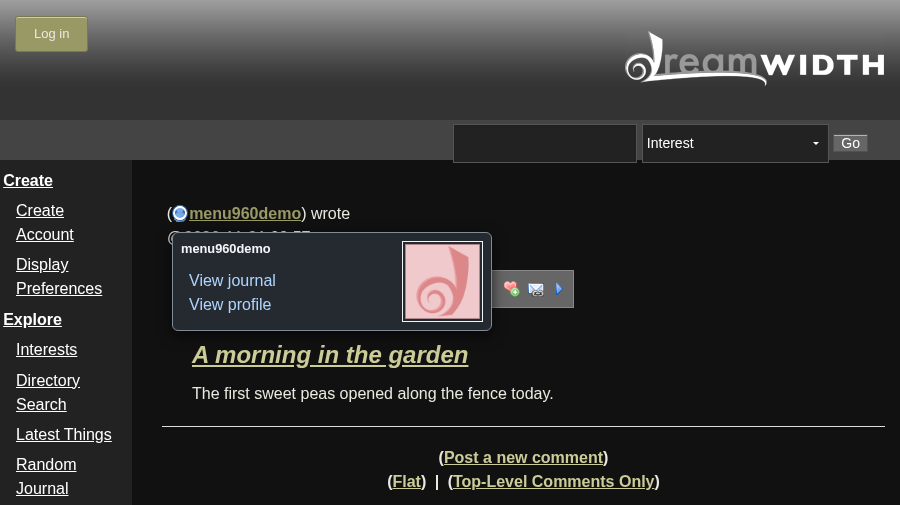 Log in
dreamWIDTH
Interest
Go
Create
Create
Account
Display
Preferences
Explore
Interests
Directory
Search
Latest Things
Random
Journal
(menu960demo) wrote
menu960demo
View journal
View profile
A morning in the garden
The first sweet peas opened along the fence today.
(Post a new comment)
(Flat) | (Top-Level Comments Only)